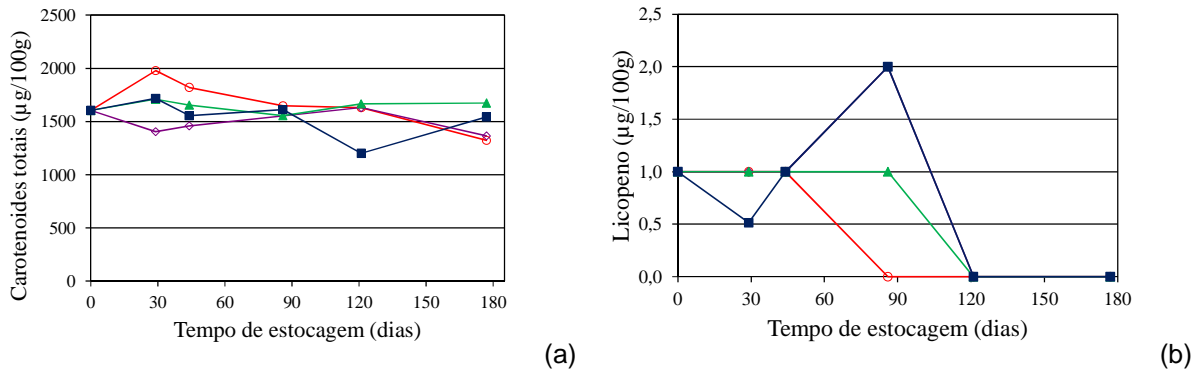 Carotenoides totais (µg/100g)
2500
2000
1500
1000
500
0
0 30 60 90 120 150 180
Tempo de estocagem (dias)
(a)
Licopeno (µg/100g)
2,5
2,0
1,5
1,0
0,5
0,0
0 30 60 90 120 150 180
Tempo de estocagem (dias)
(b)